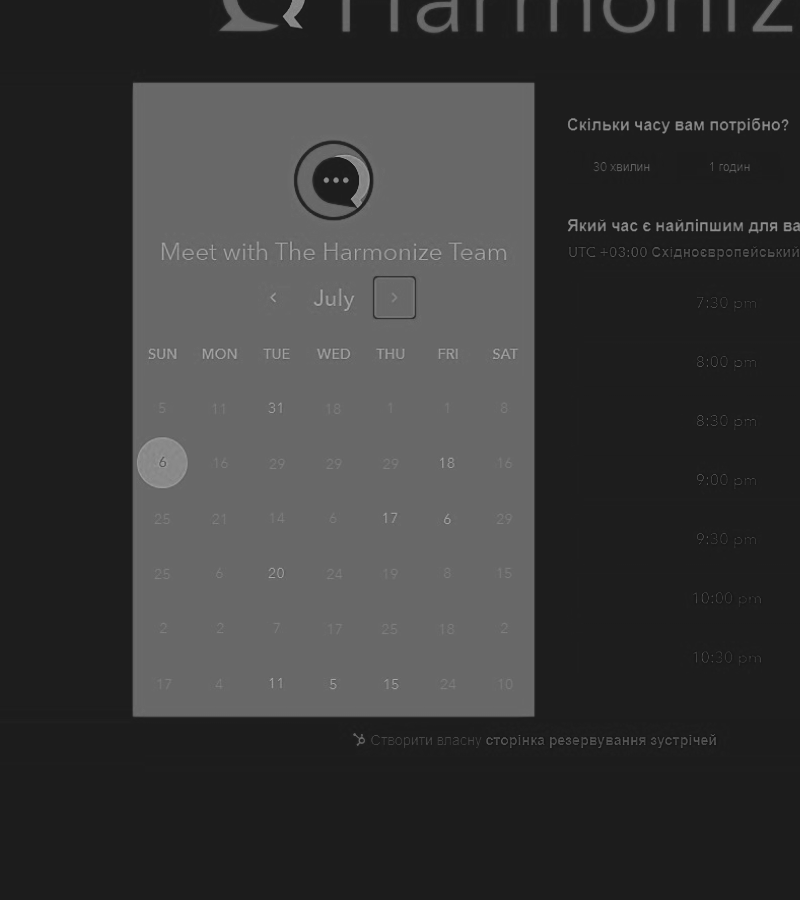 Harmoniz
Meet with The Harmonize Team
July
SUN MON TUE WED THU FRI SAT
5 11 31 18 1 1 8
6 16 29 29 29 18 16
25 21 14 6 17 6 29
25 6 20 24 19 8 15
2 2 7 17 25 18 2
17 4 11 5 15 24 10
Скільки часу вам потрібно?
30 хвилин 1 годин
Який час є найліпшим для ва
UTC +03:00 Східноєвропейський
7:30 pm
8:00 pm
8:30 pm
9:00 pm
9:30 pm
10:00 pm
10:30 pm
Створити власну сторінка резервування зустрічей